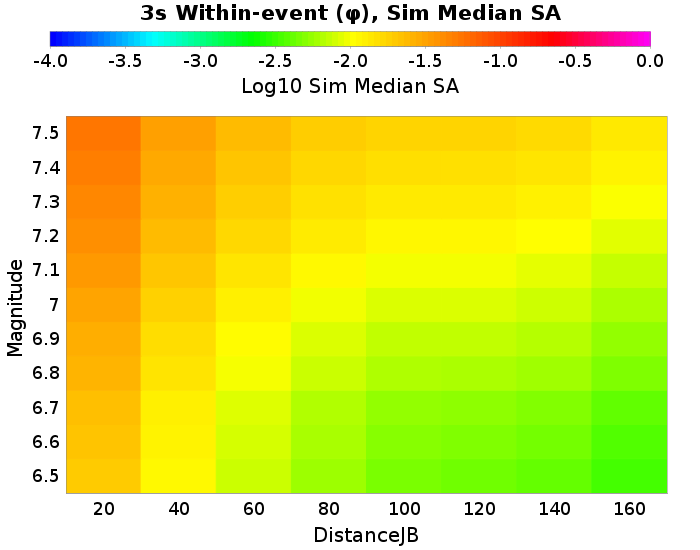 3s Within-event (φ), Sim Median SA
-4.0 -3.5 -3.0 -2.5 -2.0 -1.5 -1.0 -0.5 0.0
Log10 Sim Median SA
7.5
7.4
7.3
7.2
7.1
7
6.9
6.8
6.7
6.6
6.5
Magnitude
20 40 60 80 100 120 140 160
DistanceJB